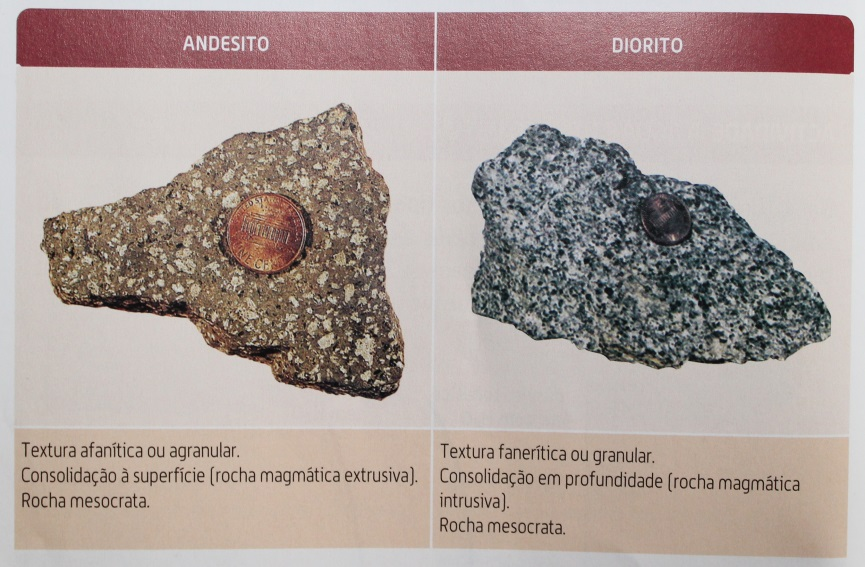 ANDESITO
DIORITO
Textura afanítica ou agranular.
Consolidação à superfície (rocha magmática extrusiva).
Rocha mesocrata.
Textura fanerítica ou granular.
Consolidação em profundidade (rocha magmática
intrusiva).
Rocha mesocrata.